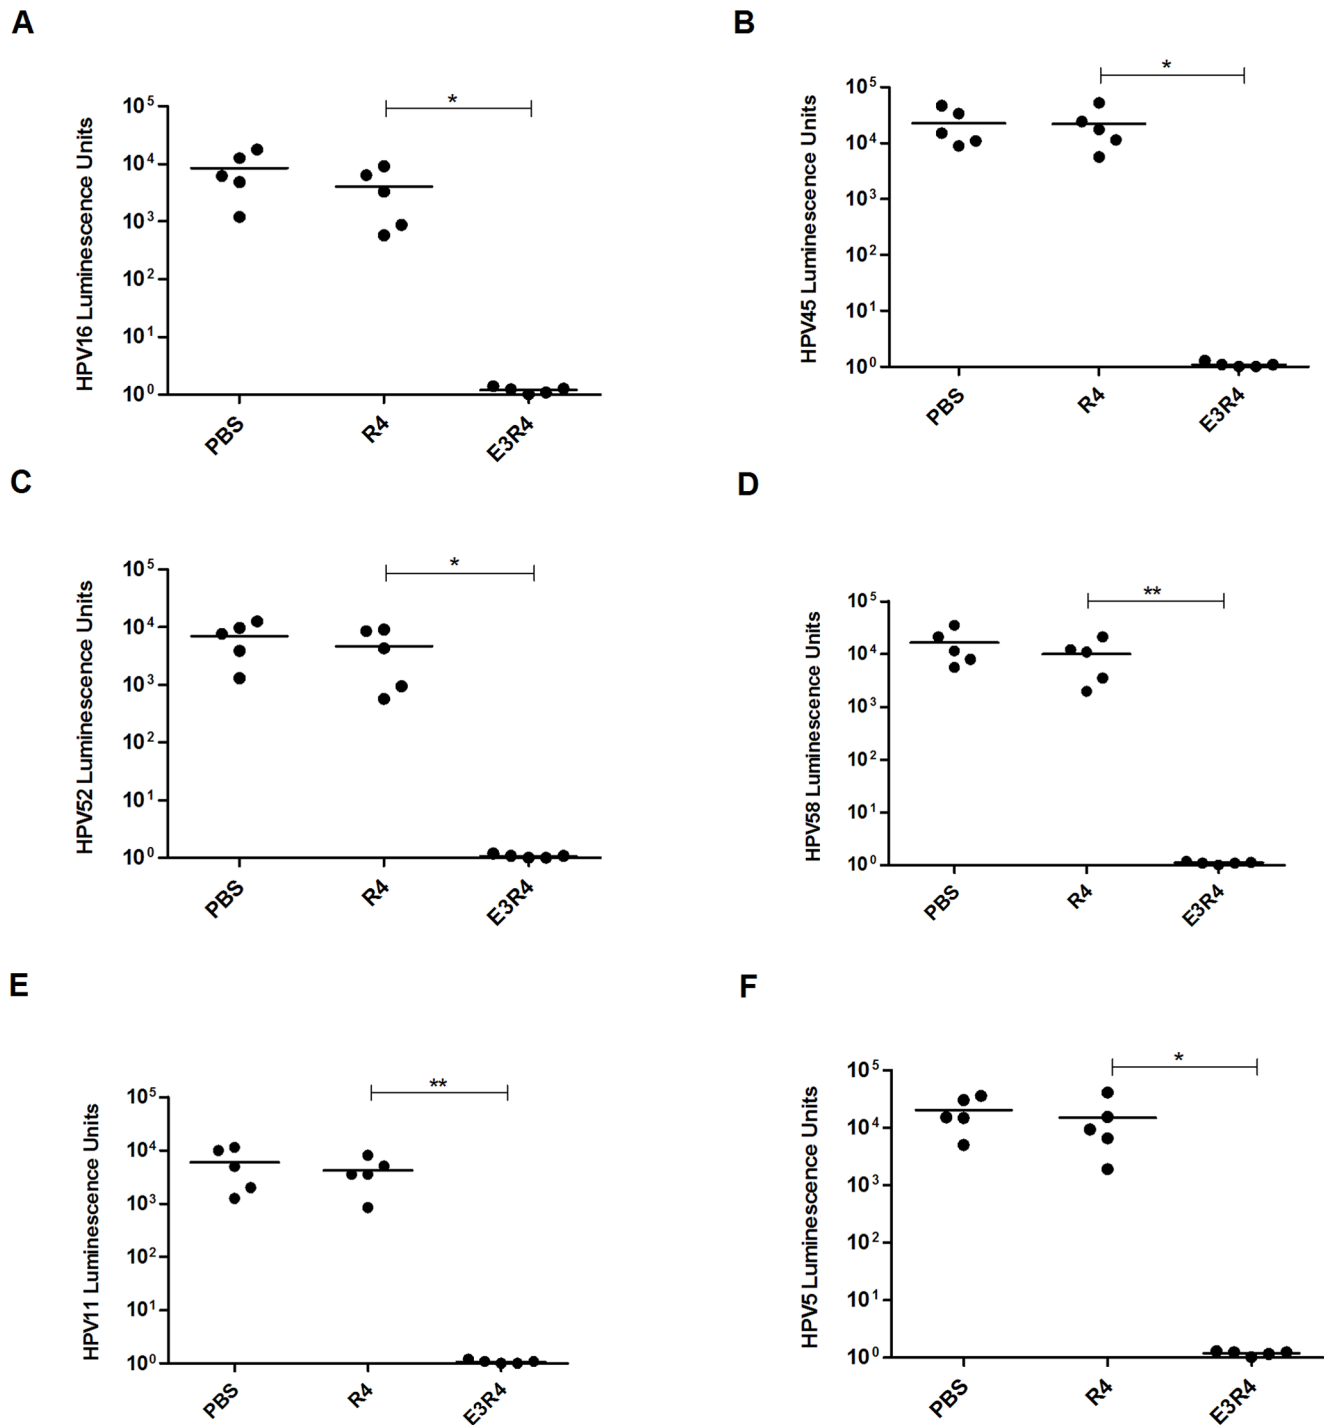 A
HPV16 Luminescence Units
10⁵
10⁴
10³
10²
10¹
10⁰
*
PBS
R4
E3R4
B
HPV45 Luminescence Units
10⁵
10⁴
10³
10²
10¹
10⁰
*
PBS
R4
E3R4
C
HPV52 Luminescence Units
10⁵
10⁴
10³
10²
10¹
10⁰
*
PBS
R4
E3R4
D
HPV58 Luminescence Units
10⁵
10⁴
10³
10²
10¹
10⁰
**
PBS
R4
E3R4
E
HPV11 Luminescence Units
10⁵
10⁴
10³
10²
10¹
10⁰
**
PBS
R4
E3R4
F
HPV5 Luminescence Units
10⁵
10⁴
10³
10²
10¹
10⁰
*
PBS
R4
E3R4